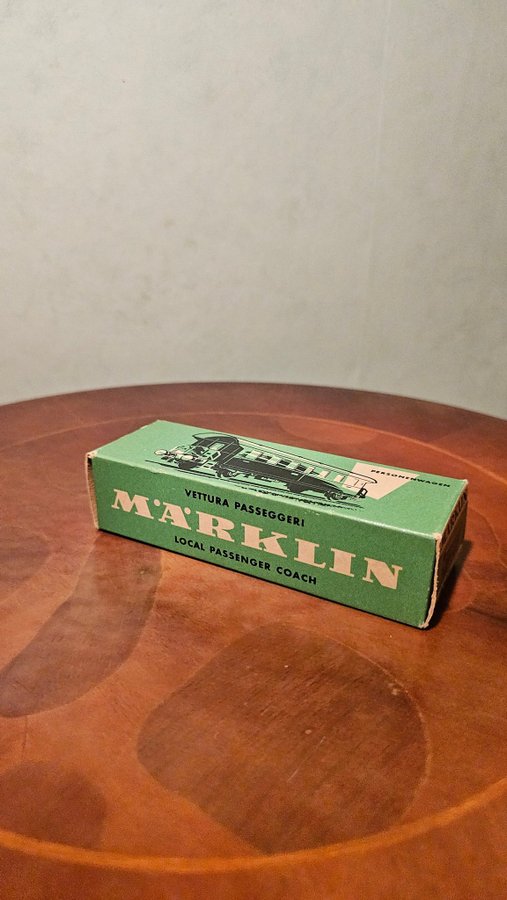 PERSONENWAGEN
VETTURA PASSEGGERI
MÄRKLIN
LOCAL PASSENGER COACH